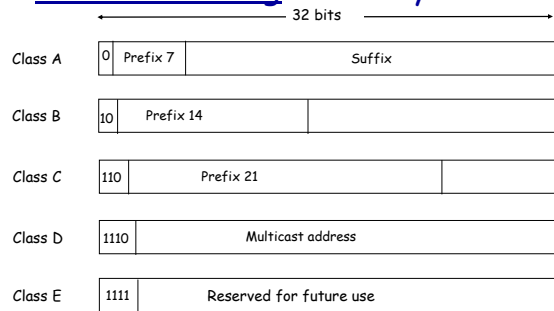 32 bits
Class A 0 Prefix 7 Suffix
Class B 10 Prefix 14
Class C 110 Prefix 21
Class D 1110 Multicast address
Class E 1111 Reserved for future use